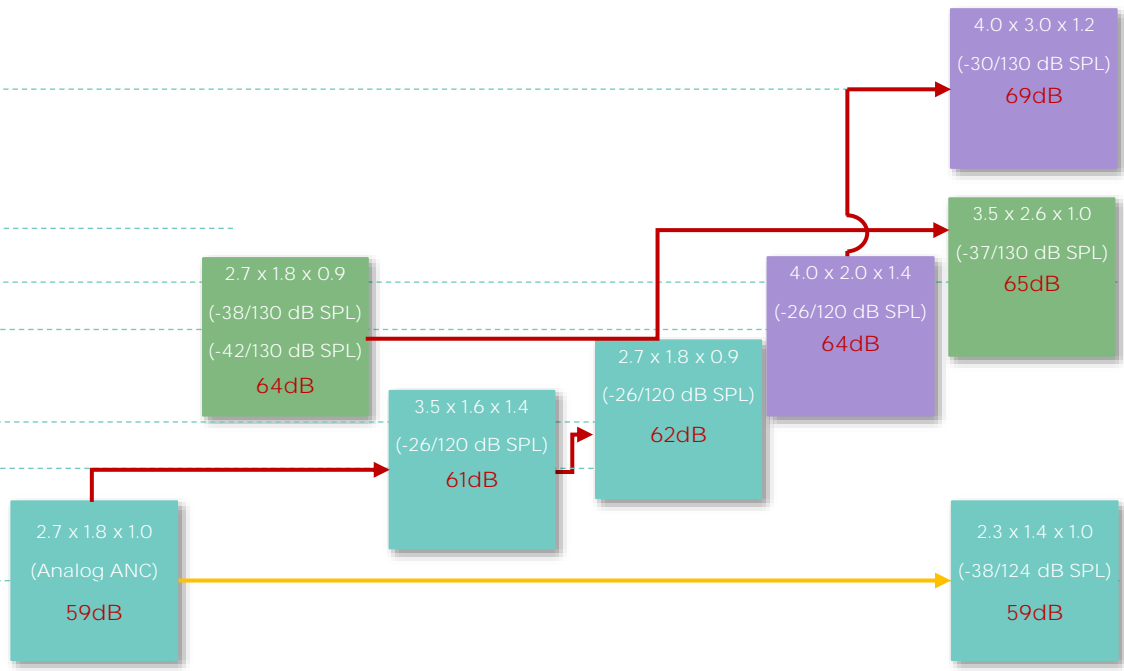 4.0 x 3.0 x 1.2
(-30/130 dB SPL)
69dB
3.5 x 2.6 x 1.0
(-37/130 dB SPL)
65dB
2.7 x 1.8 x 0.9
(-38/130 dB SPL)
(-42/130 dB SPL)
64dB
4.0 x 2.0 x 1.4
(-26/120 dB SPL)
64dB
2.7 x 1.8 x 0.9
(-26/120 dB SPL)
62dB
3.5 x 1.6 x 1.4
(-26/120 dB SPL)
61dB
2.7 x 1.8 x 1.0
(Analog ANC)
59dB
2.3 x 1.4 x 1.0
(-38/124 dB SPL)
59dB